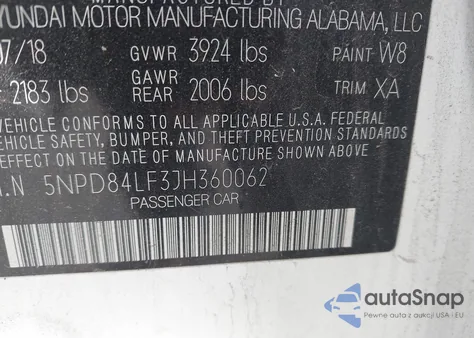 MANUFACTURED BY
YUNDAI MOTOR MANUFACTURING ALABAMA, LLC
07/18 GVWR 3924 lbs PAINT W8
2183 lbs GAWR REAR 2006 lbs TRIM XA
VEHICLE CONFORMS TO ALL APPLICABLE U.S.A. FEDERAL
VEHICLE SAFETY, BUMPER, AND THEFT PREVENTION STANDARDS
EFFECT ON THE DATE OF MANUFACTURE SHOWN ABOVE.
I.N 5NPD84LF3JH360062
PASSENGER CAR
autoSnap
Pewne auta z aukcji USA i EU